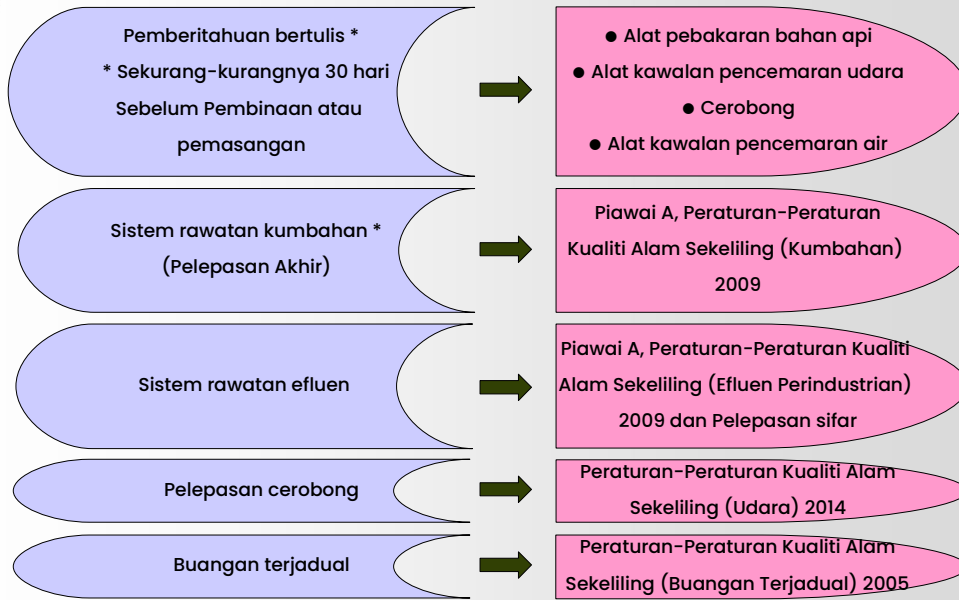 Pemberitahuan bertulis *
* Sekurang-kurangnya 30 hari
Sebelum Pembinaan atau
pemasangan
● Alat pebakaran bahan api
● Alat kawalan pencemaran udara
● Cerobong
● Alat kawalan pencemaran air
Sistem rawatan kumbahan *
(Pelepasan Akhir)
Piawai A, Peraturan-Peraturan
Kualiti Alam Sekeliling (Kumbahan)
2009
Sistem rawatan efluen
Piawai A, Peraturan-Peraturan Kualiti
Alam Sekeliling (Efluen Perindustrian)
2009 dan Pelepasan sifar
Pelepasan cerobong
Peraturan-Peraturan Kualiti Alam
Sekeliling (Udara) 2014
Buangan terjadual
Peraturan-Peraturan Kualiti Alam
Sekeliling (Buangan Terjadual) 2005